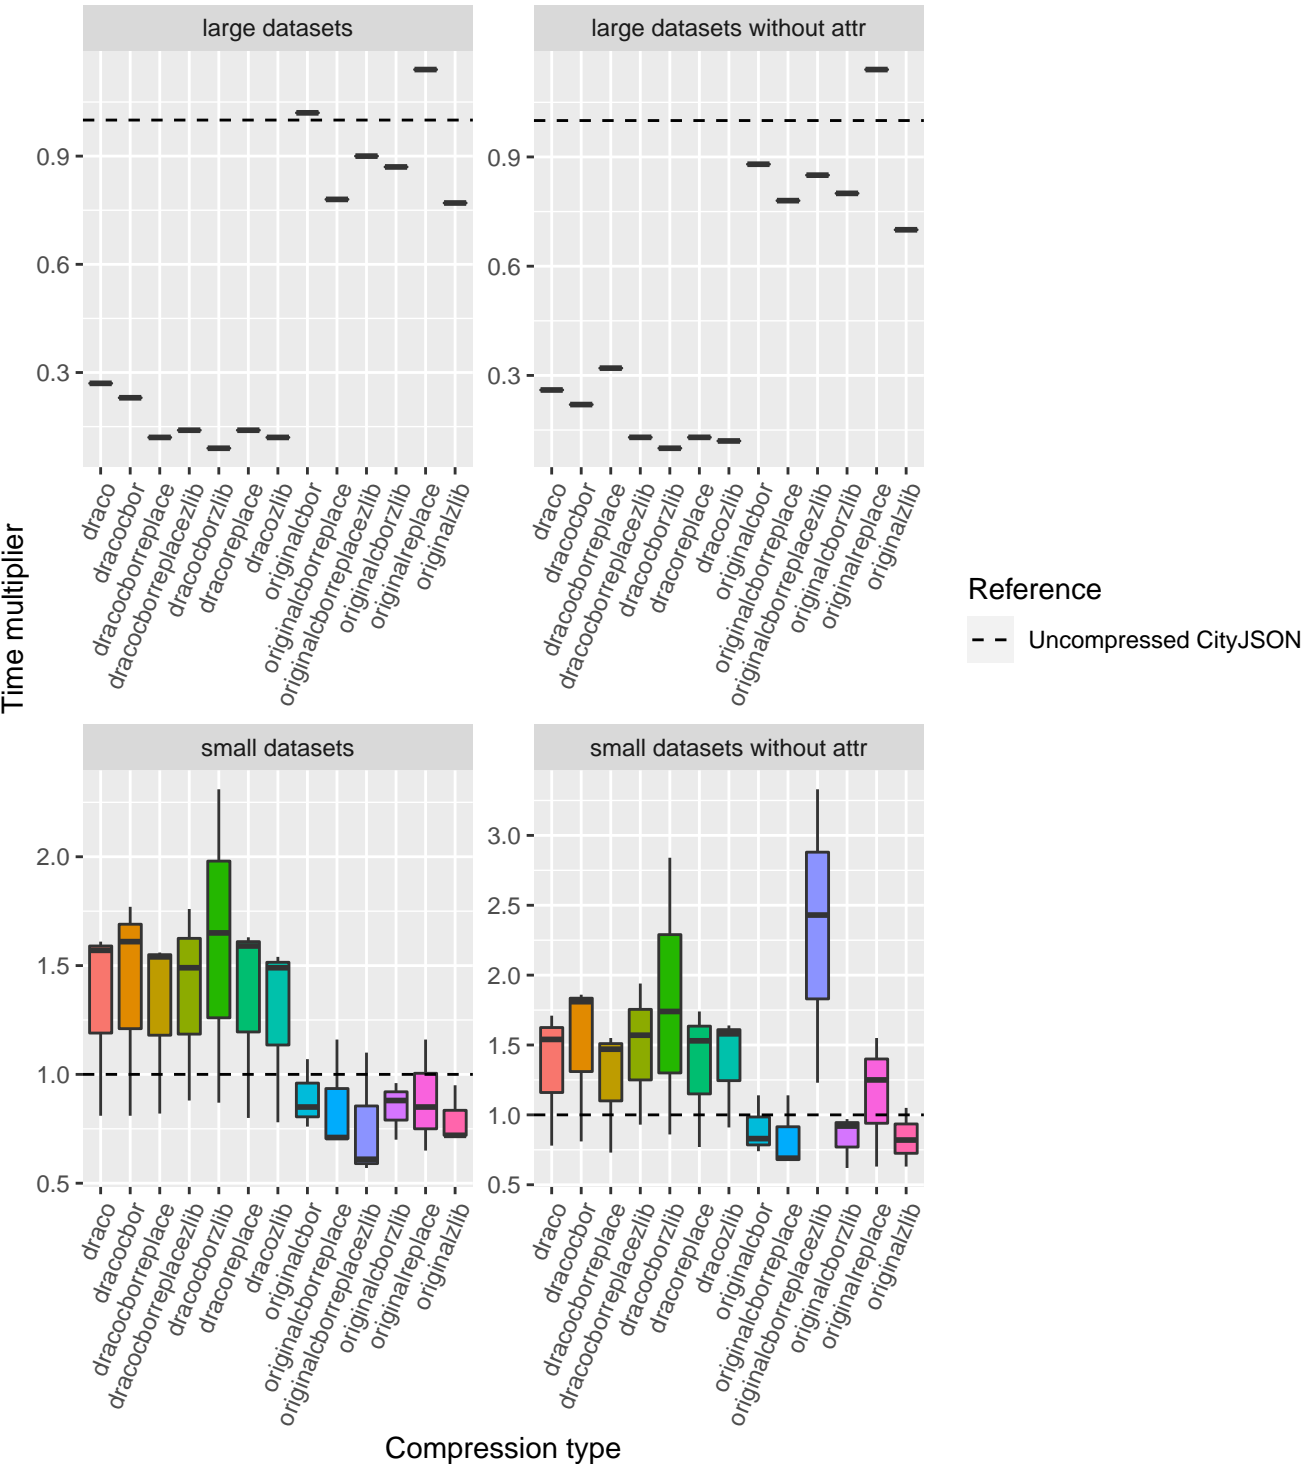 large datasets
large datasets without attr
0.9
0.6
0.3
0.9
0.6
0.3
draco
dracocbor
dracocborreplace
dracocborreplacezlib
dracocborzlib
dracoreplace
dracozlib
originalcbor
originalcborreplace
originalcborreplacezlib
originalcborzlib
originalreplace
originalzlib
draco
dracocbor
dracocborreplace
dracocborreplacezlib
dracocborzlib
dracoreplace
dracozlib
originalcbor
originalcborreplace
originalcborreplacezlib
originalcborzlib
originalreplace
originalzlib
Time multiplier
Reference
Uncompressed CityJSON
small datasets
small datasets without attr
2.0
1.5
1.0
0.5
3.0
2.5
2.0
1.5
1.0
0.5
draco
dracocbor
dracocborreplace
dracocborreplacezlib
dracocborzlib
dracoreplace
dracozlib
originalcbor
originalcborreplace
originalcborreplacezlib
originalcborzlib
originalreplace
originalzlib
draco
dracocbor
dracocborreplace
dracocborreplacezlib
dracocborzlib
dracoreplace
dracozlib
originalcbor
originalcborreplace
originalcborreplacezlib
originalcborzlib
originalreplace
originalzlib
Compression type